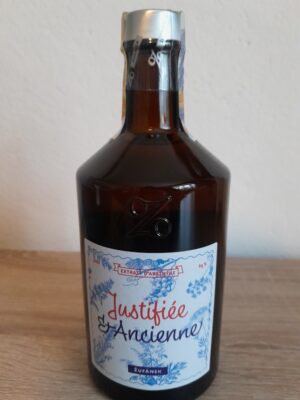 Ž
EXTRAIT D'ABSINTHE
Justifiée
& Ancienne
ŽUFÁNEK